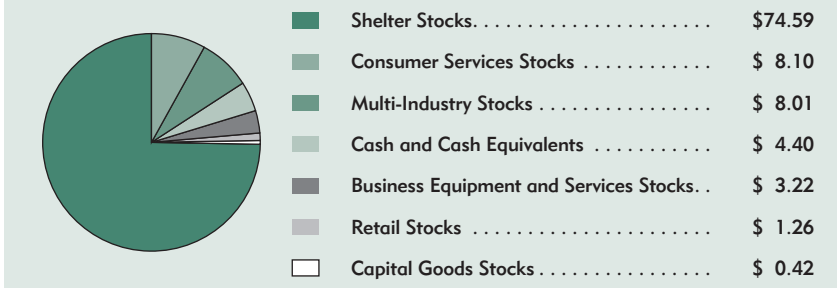 Shelter Stocks. . . . . . . . . . . . . . . . . . . . . . $74.59
Consumer Services Stocks . . . . . . . . . . . . $ 8.10
Multi-Industry Stocks . . . . . . . . . . . . . . . . $ 8.01
Cash and Cash Equivalents . . . . . . . . . . . $ 4.40
Business Equipment and Services Stocks. . $ 3.22
Retail Stocks . . . . . . . . . . . . . . . . . . . . . . $ 1.26
Capital Goods Stocks . . . . . . . . . . . . . . . . $ 0.42